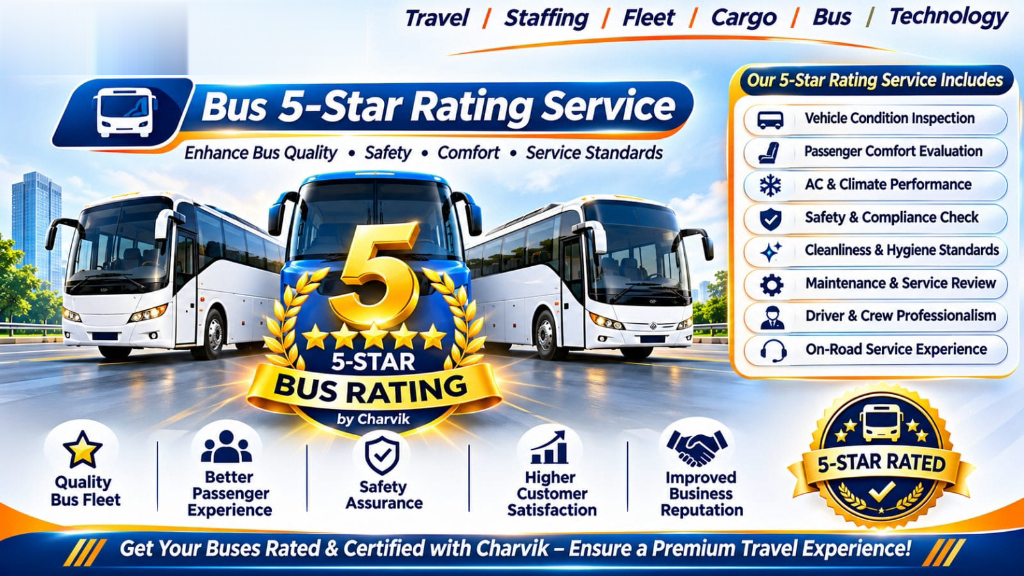 Travel / Staffing / Fleet / Cargo / Bus / Technology
Bus 5-Star Rating Service
Enhance Bus Quality • Safety • Comfort • Service Standards
Our 5-Star Rating Service Includes
Vehicle Condition Inspection
Passenger Comfort Evaluation
AC & Climate Performance
Safety & Compliance Check
Cleanliness & Hygiene Standards
Maintenance & Service Review
Driver & Crew Professionalism
On-Road Service Experience
5
5-STAR
BUS RATING
by Charvik
5-STAR RATED
Quality
Bus Fleet
Better
Passenger
Experience
Safety
Assurance
Higher
Customer
Satisfaction
Improved
Business
Reputation
Get Your Buses Rated & Certified with Charvik – Ensure a Premium Travel Experience!